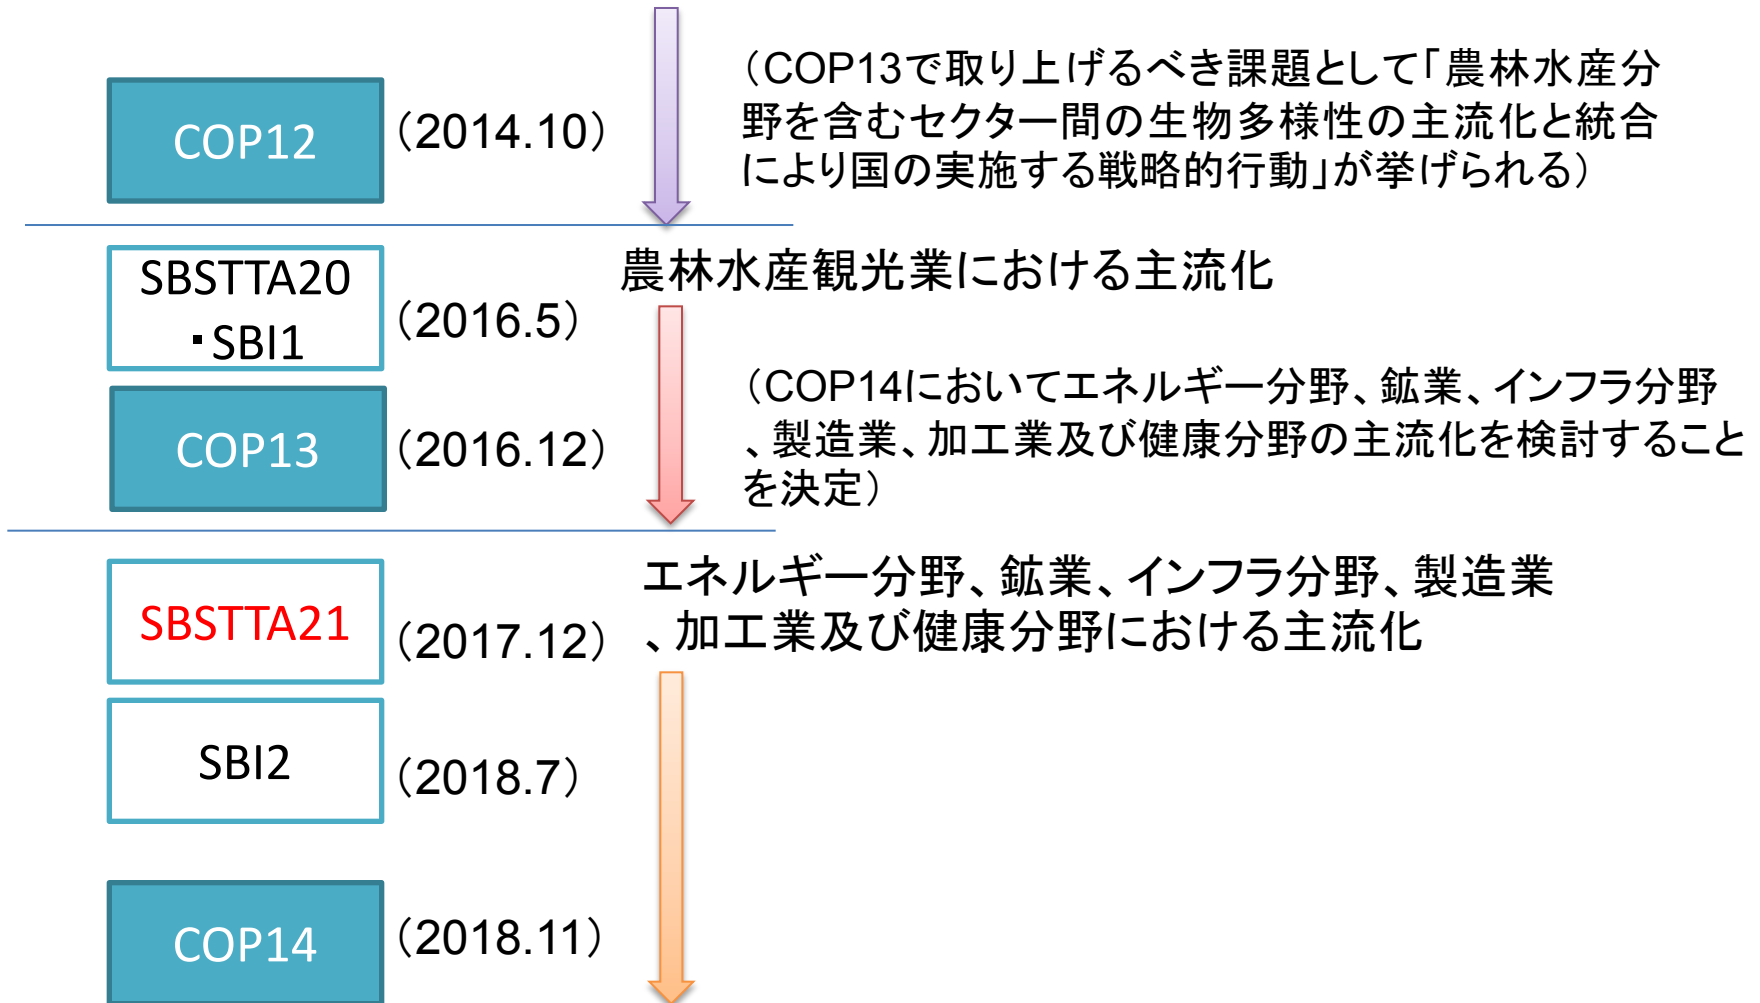 COP12
（2014.10）
（COP13で取り上げるべき課題として「農林水産分
野を含むセクター間の生物多様性の主流化と統合
により国の実施する戦略的行動」が挙げられる）
SBSTTA20
・SBI1
（2016.5）
農林水産観光業における主流化
COP13
（2016.12）
（COP14においてエネルギー分野、鉱業、インフラ分野
、製造業、加工業及び健康分野の主流化を検討すること
を決定）
SBSTTA21
（2017.12）
エネルギー分野、鉱業、インフラ分野、製造業
、加工業及び健康分野における主流化
SBI2
（2018.7）
COP14
（2018.11）